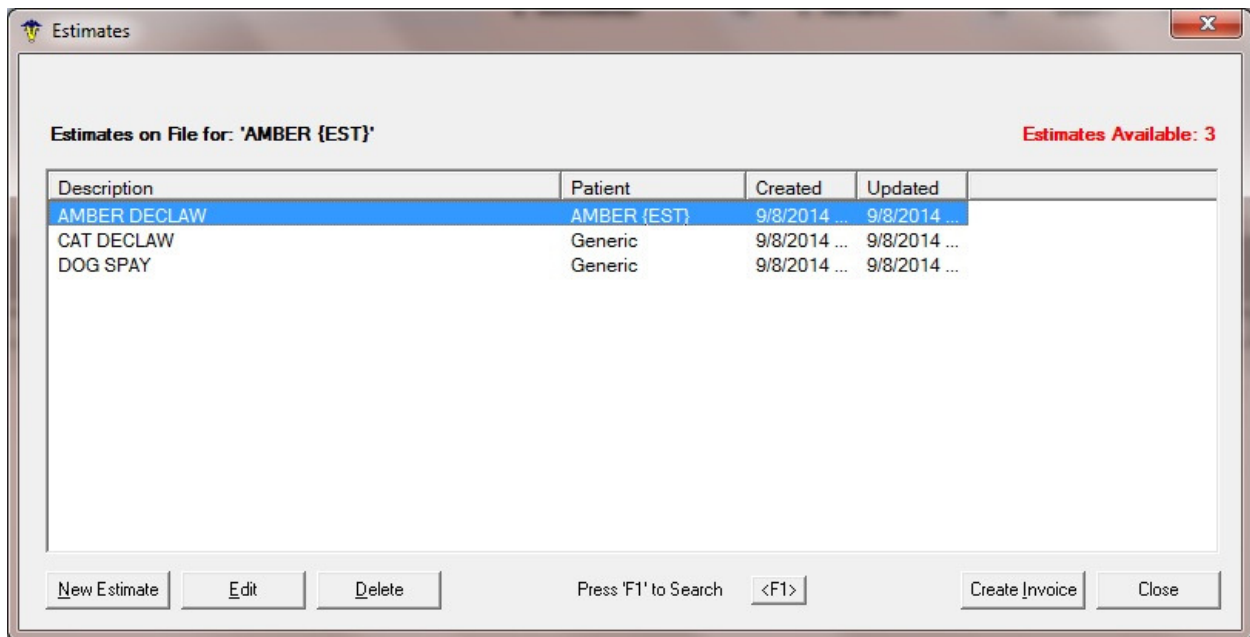 Estimates
X
Estimates on File for: 'AMBER {EST}' Estimates Available: 3
Description Patient Created Updated
AMBER DECLAW AMBER {EST} 9/8/2014 ... 9/8/2014 ...
CAT DECLAW Generic 9/8/2014 ... 9/8/2014 ...
DOG SPAY Generic 9/8/2014 ... 9/8/2014 ...
New Estimate Edit Delete Press 'F1' to Search <F1> Create Invoice Close